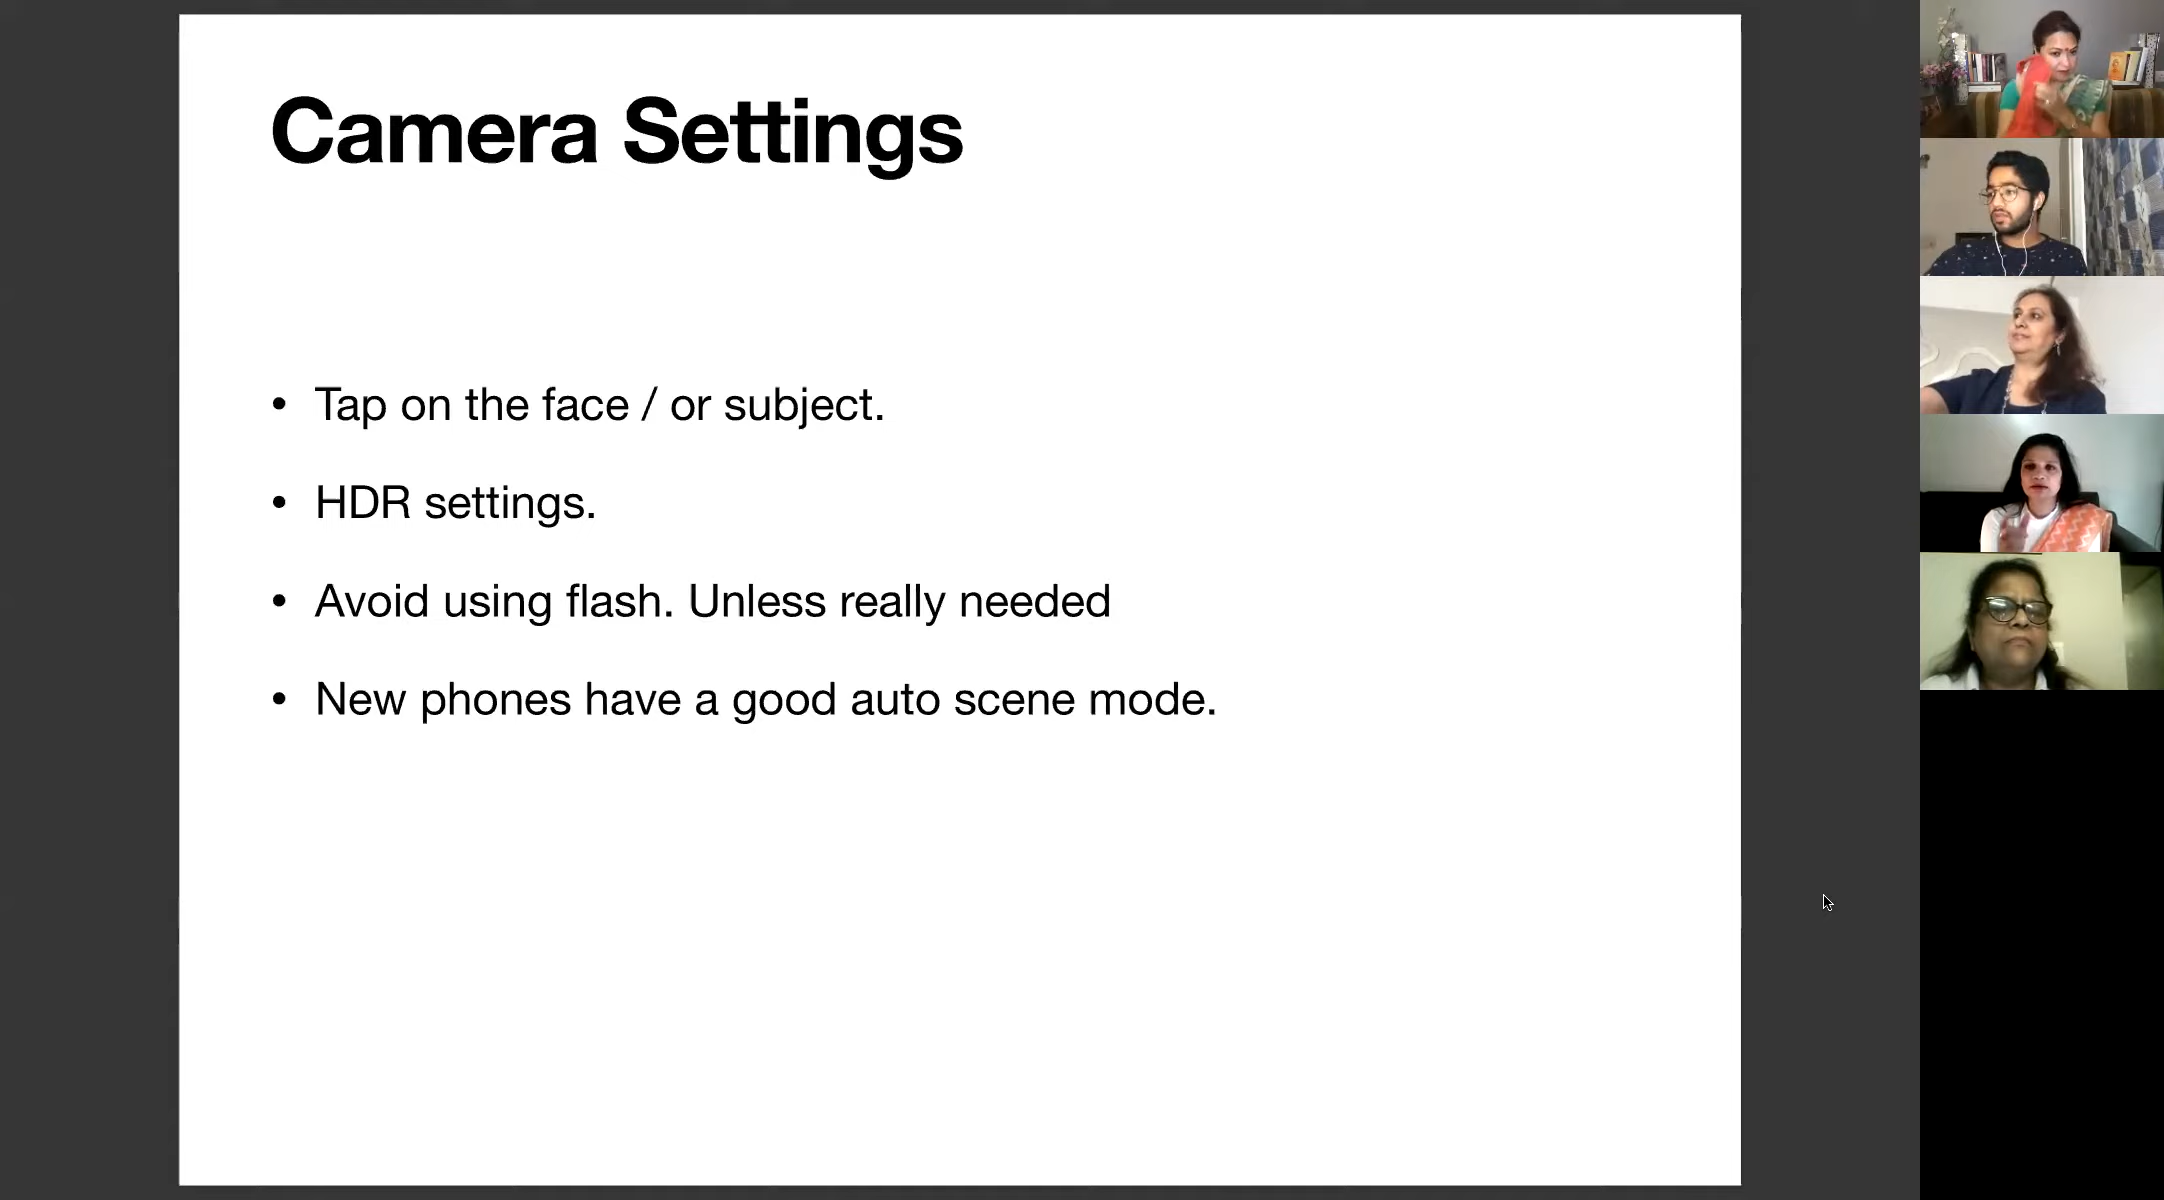 Camera Settings
• Tap on the face / or subject.
• HDR settings.
• Avoid using flash. Unless really needed
• New phones have a good auto scene mode.